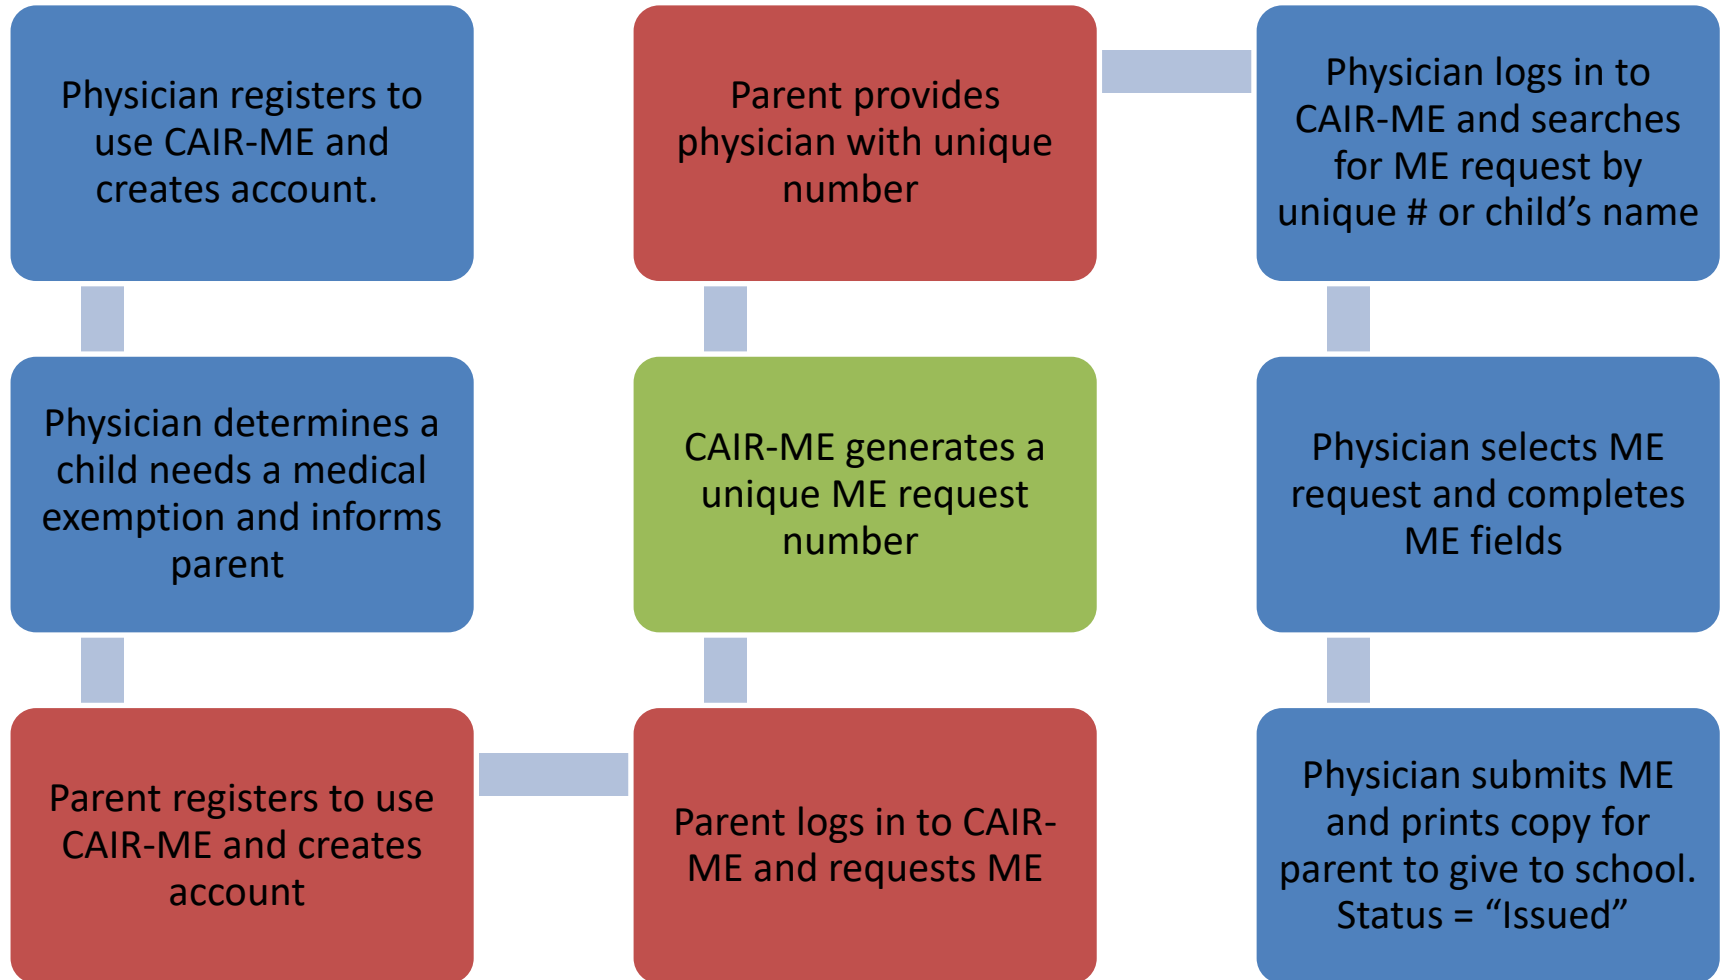 Physician registers to
use CAIR-ME and
creates account.
Physician determines a
child needs a medical
exemption and informs
parent
Parent registers to use
CAIR-ME and creates
account
Parent logs in to CAIR-
ME and requests ME
CAIR-ME generates a
unique ME request
number
Parent provides
physician with unique
number
Physician logs in to
CAIR-ME and searches
for ME request by
unique # or child’s name
Physician selects ME
request and completes
ME fields
Physician submits ME
and prints copy for
parent to give to school.
Status = “Issued”